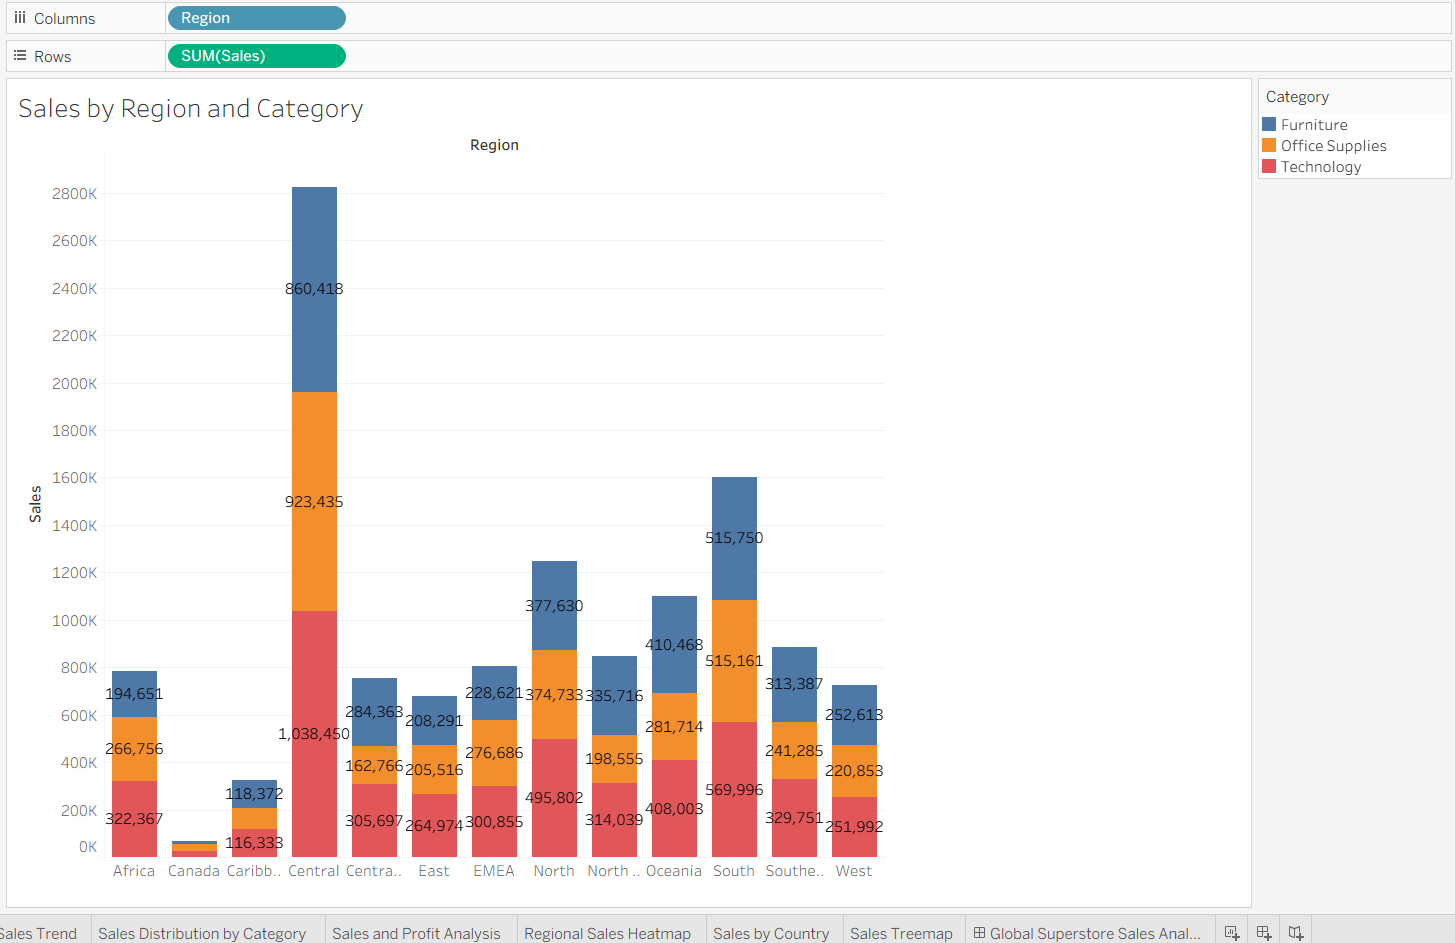 Columns
Region
Rows
SUM(Sales)
Sales by Region and Category
Category
Furniture
Office Supplies
Technology
Region
Sales
2800K
2600K
2400K
2200K
2000K
1800K
1600K
1400K
1200K
1000K
800K
600K
400K
200K
0K
194,651
266,756
322,367
118,372
116,333
860,418
923,435
1,038,450
284,363
162,766
305,697
208,291
205,516
264,974
228,621
276,686
300,855
377,630
374,733
495,802
335,716
198,555
314,039
410,468
281,714
408,003
515,750
515,161
569,996
313,387
241,285
329,751
252,613
220,853
251,992
Africa Canada Caribb.. Central Centra.. East EMEA North North .. Oceania South Southe.. West
Sales Trend Sales Distribution by Category Sales and Profit Analysis Regional Sales Heatmap Sales by Country Sales Treemap Global Superstore Sales Anal...